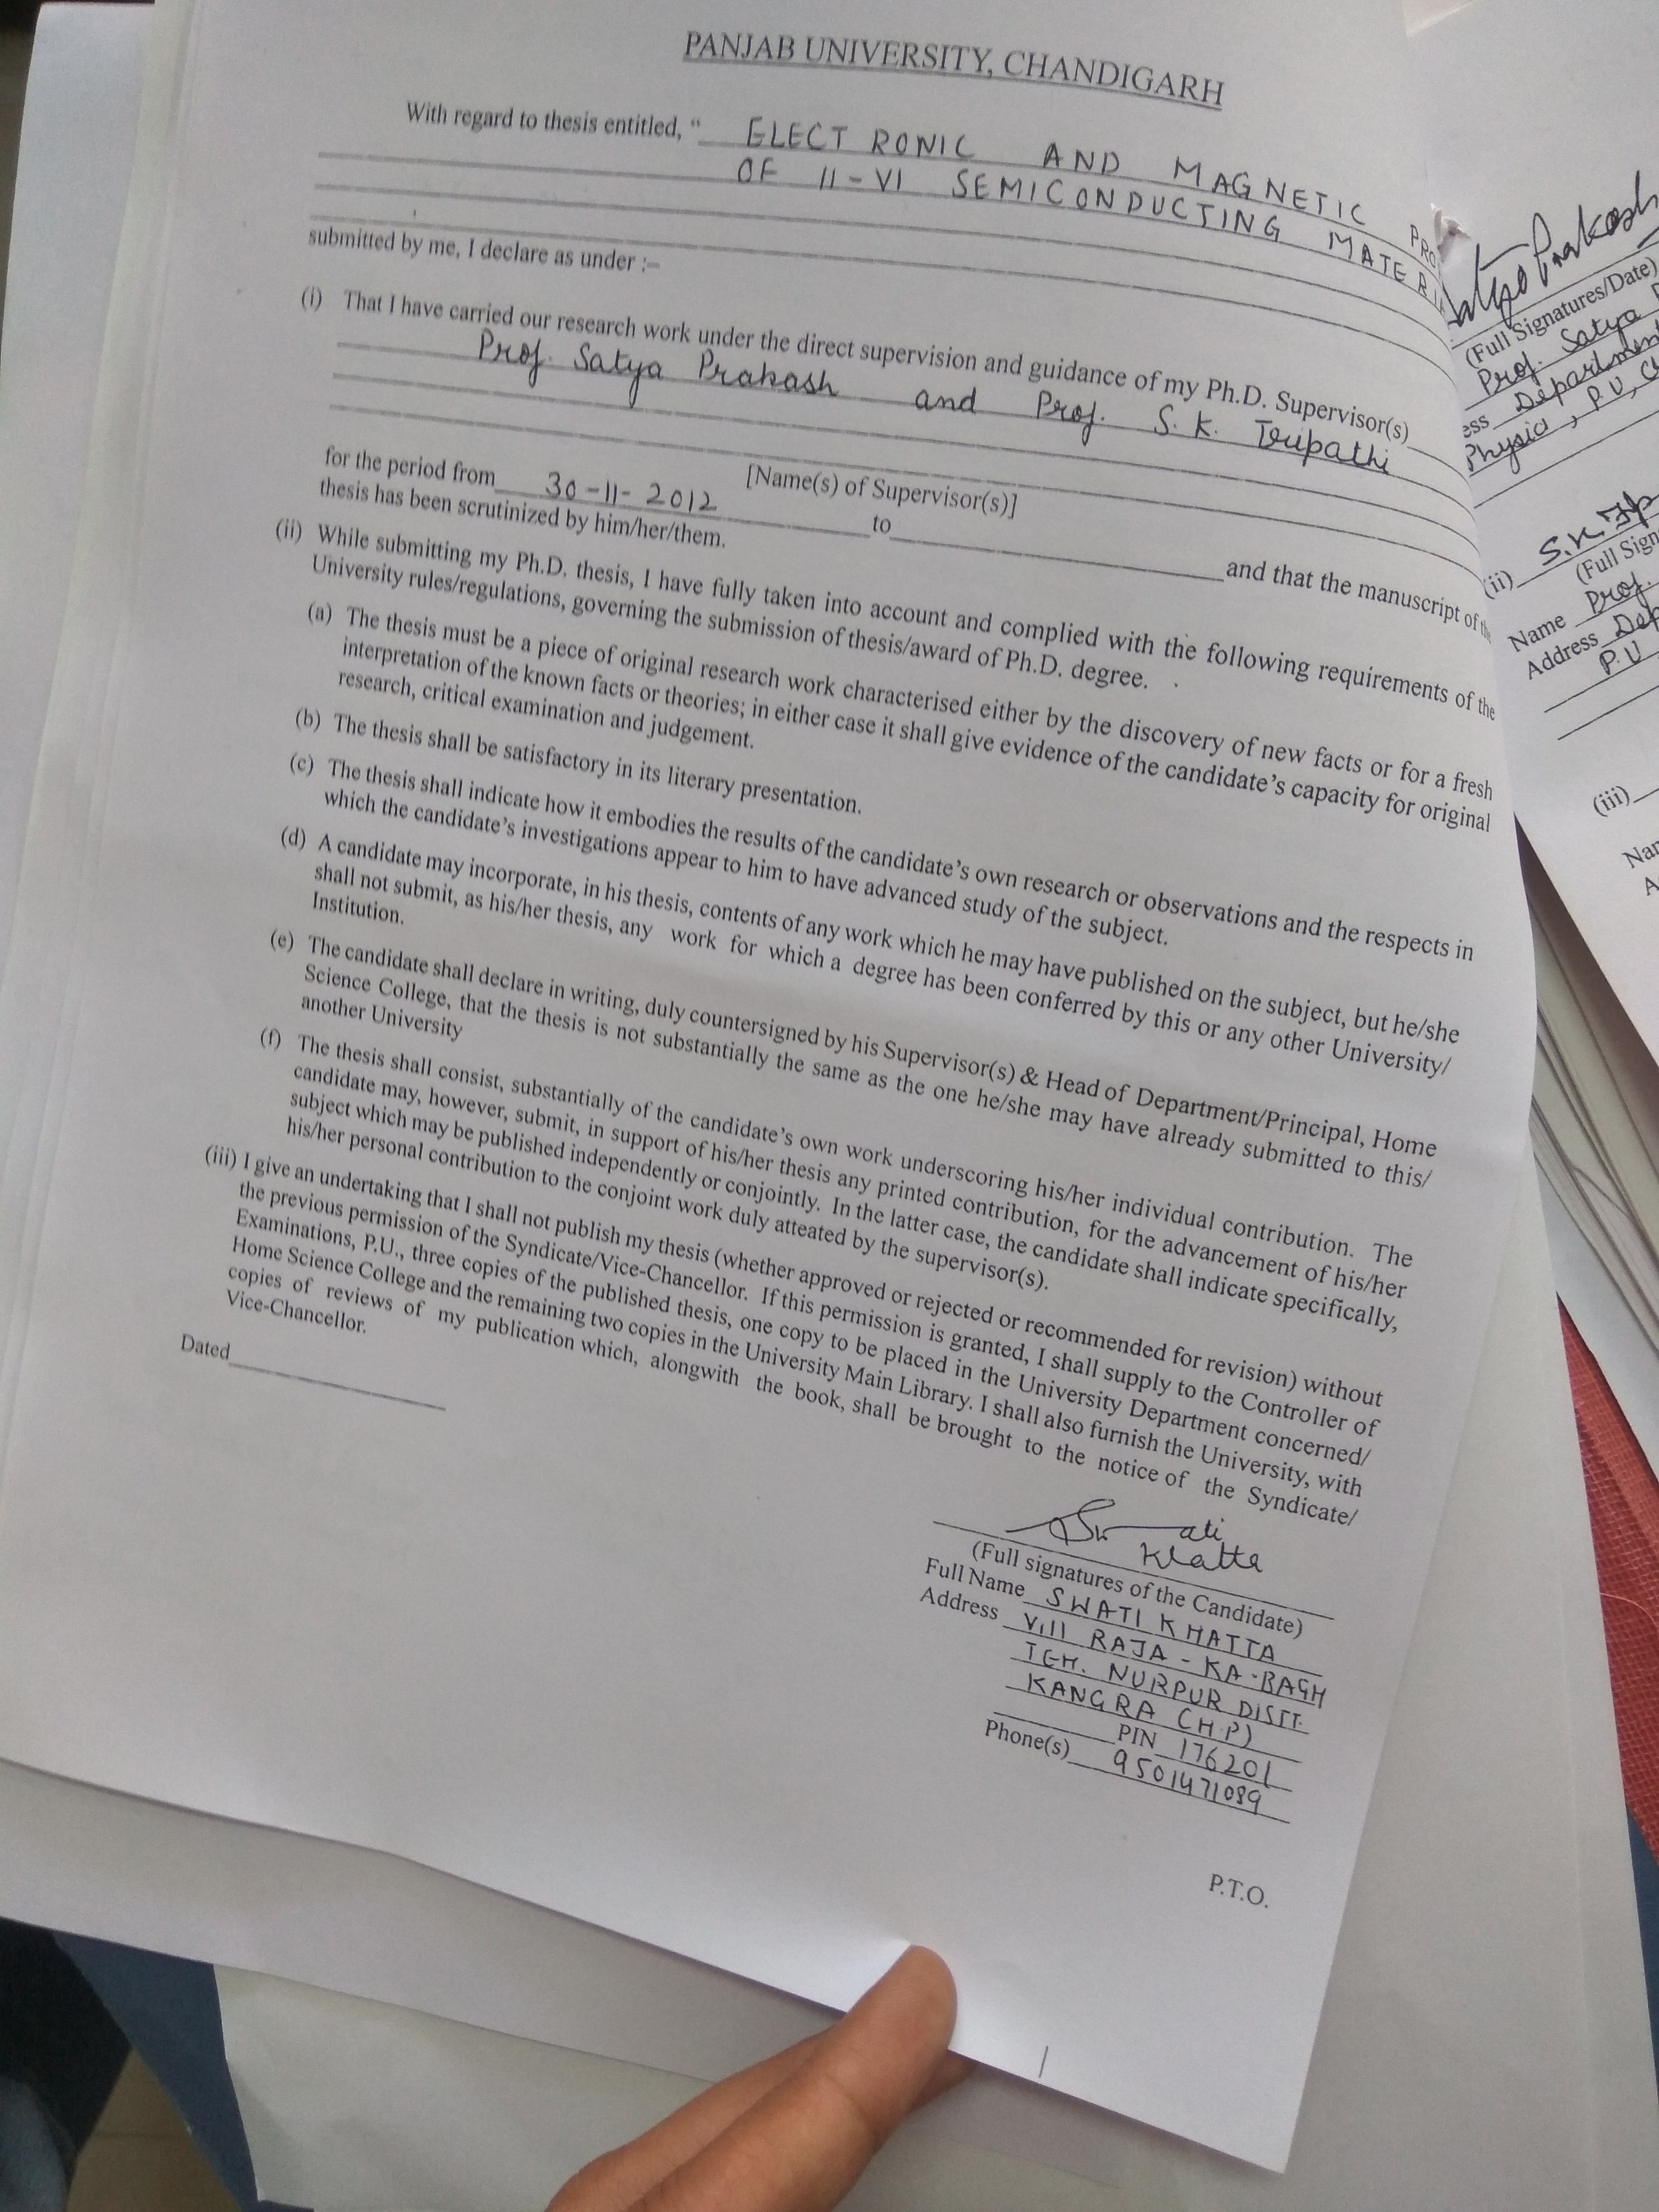 PANJAB UNIVERSITY, CHANDIGARH
With regard to thesis entitled, " ELECTRONIC AND MAGNETIC PRO
OF II-VI SEMICONDUCTING MATERI
submitted by me, I declare as under :–
(i) That I have carried our research work under the direct supervision and guidance of my Ph.D. Supervisor(s)
Prof. Satya Prakash and Prof. S. K. Tripathi
[Name(s) of Supervisor(s)]
for the period from 30-11-2012 to and that the manuscript of the
thesis has been scrutinized by him/her/them.
(ii) While submitting my Ph.D. thesis, I have fully taken into account and complied with the following requirements of the
University rules/regulations, governing the submission of thesis/award of Ph.D. degree.
(a) The thesis must be a piece of original research work characterised either by the discovery of new facts or for a fresh
interpretation of the known facts or theories; in either case it shall give evidence of the candidate's capacity for original
research, critical examination and judgement.
(b) The thesis shall be satisfactory in its literary presentation.
(c) The thesis shall indicate how it embodies the results of the candidate's own research or observations and the respects in
which the candidate's investigations appear to him to have advanced study of the subject.
(d) A candidate may incorporate, in his thesis, contents of any work which he may have published on the subject, but he/she
shall not submit, as his/her thesis, any work for which a degree has been conferred by this or any other University/
Institution.
(e) The candidate shall declare in writing, duly countersigned by his Supervisor(s) & Head of Department/Principal, Home
Science College, that the thesis is not substantially the same as the one he/she may have already submitted to this/
another University
(f) The thesis shall consist, substantially of the candidate's own work underscoring his/her individual contribution. The
candidate may, however, submit, in support of his/her thesis any printed contribution, for the advancement of his/her
subject which may be published independently or conjointly. In the latter case, the candidate shall indicate specifically,
his/her personal contribution to the conjoint work duly atteated by the supervisor(s).
(iii) I give an undertaking that I shall not publish my thesis (whether approved or rejected or recommended for revision) without
the previous permission of the Syndicate/Vice-Chancellor. If this permission is granted, I shall supply to the Controller of
Examinations, P.U., three copies of the published thesis, one copy to be placed in the University Department concerned/
Home Science College and the remaining two copies in the University Main Library. I shall also furnish the University, with
copies of reviews of my publication which, alongwith the book, shall be brought to the notice of the Syndicate/
Vice-Chancellor.
Dated
Swati
Khatta
(Full signatures of the Candidate)
Full Name SWATI KHATTA
Address Vill RAJA - KA - BAGH
TEH. NURPUR DISTT.
KANGRA (H.P)
PIN 176201
Phone(s) 9501471089
P.T.O.
Satya Prakash
(Full Signatures/Date)
Prof. Satya P
ess Department
Physics, P.U, Ch
(ii) S.K.
(Full Sign
Name Prof.
Address Dep
P.U
(iii)
Nam
A